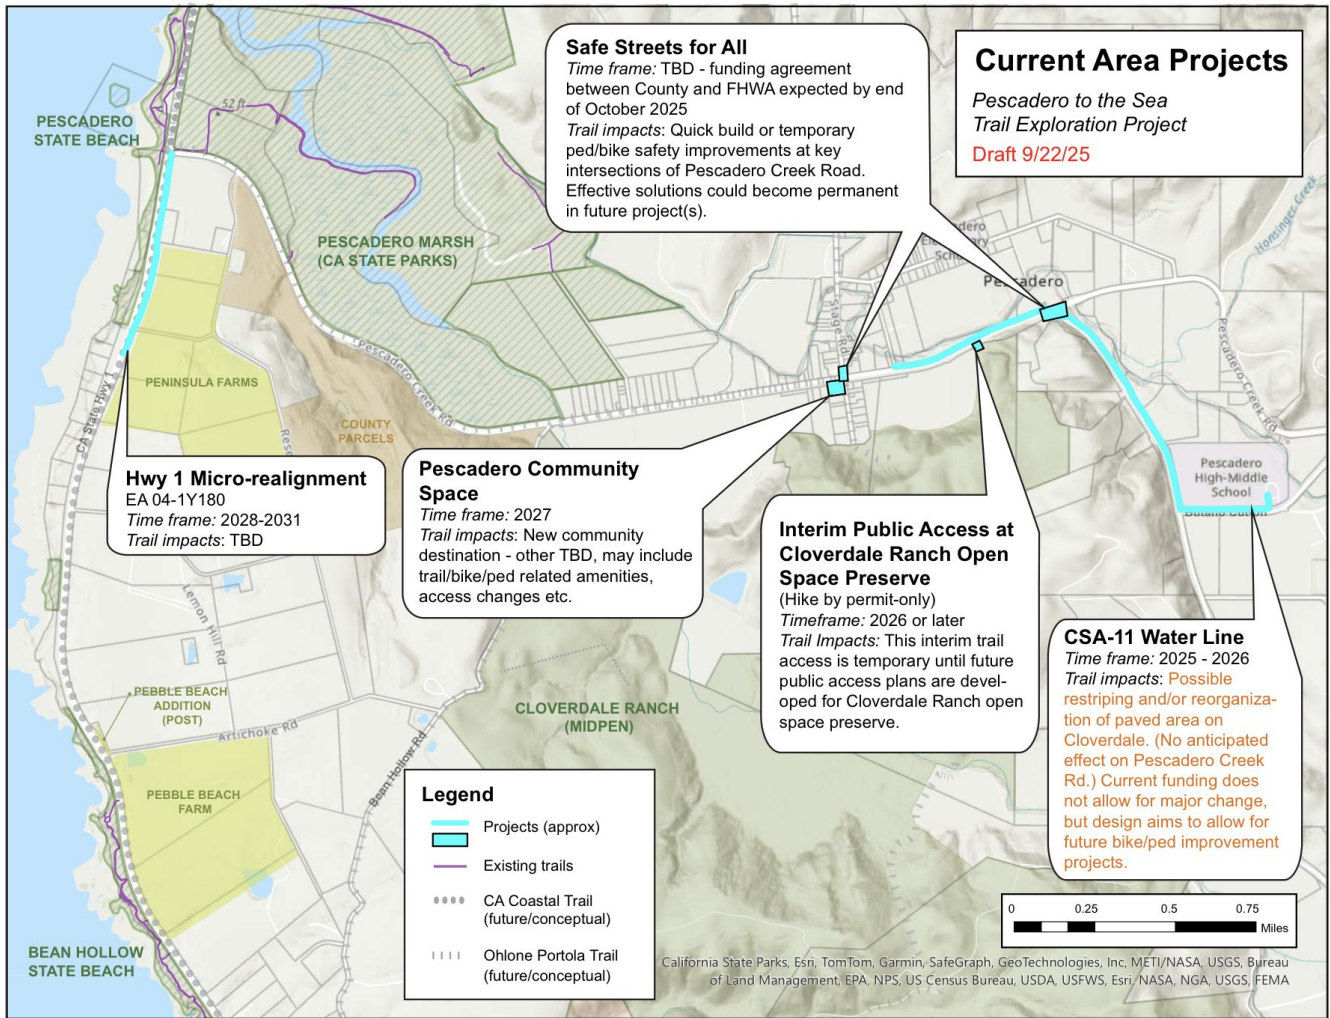 Current Area Projects
Pescadero to the Sea
Trail Exploration Project
Draft 9/22/25
Safe Streets for All
Time frame: TBD - funding agreement
between County and FHWA expected by end
of October 2025
Trail impacts: Quick build or temporary
ped/bike safety improvements at key
intersections of Pescadero Creek Road.
Effective solutions could become permanent
in future project(s).
PESCADERO
STATE BEACH
52 ft
PESCADERO MARSH
(CA STATE PARKS)
Honsinger Creek
Pescadero
Stage Rd
Pescadero Creek Rd
Pescadero Creek Rd
PENINSULA FARMS
CA State Hwy 1
COUNTY
PARCELS
Pescadero
High-Middle
School
Butano Cut-off
Hwy 1 Micro-realignment
EA 04-1Y180
Time frame: 2028-2031
Trail impacts: TBD
Pescadero Community
Space
Time frame: 2027
Trail impacts: New community
destination - other TBD, may include
trail/bike/ped related amenities,
access changes etc.
Interim Public Access at
Cloverdale Ranch Open
Space Preserve
(Hike by permit-only)
Timeframe: 2026 or later
Trail Impacts: This interim trail
access is temporary until future
public access plans are devel-
oped for Cloverdale Ranch open
space preserve.
CSA-11 Water Line
Time frame: 2025 - 2026
Trail impacts: Possible
restriping and/or reorganiza-
tion of paved area on
Cloverdale. (No anticipated
effect on Pescadero Creek
Rd.) Current funding does
not allow for major change,
but design aims to allow for
future bike/ped improvement
projects.
Lemon Hill Rd
PEBBLE BEACH
ADDITION
(POST)
Artichoke Rd
PEBBLE BEACH
FARM
Bean Hollow Rd
CLOVERDALE RANCH
(MIDPEN)
BEAN HOLLOW
STATE BEACH
Legend
Projects (approx)
Existing trails
CA Coastal Trail
(future/conceptual)
Ohlone Portola Trail
(future/conceptual)
0 0.25 0.5 0.75
Miles
California State Parks, Esri, TomTom, Garmin, SafeGraph, GeoTechnologies, Inc, METI/NASA, USGS, Bureau
of Land Management, EPA, NPS, US Census Bureau, USDA, USFWS, Esri, NASA, NGA, USGS, FEMA